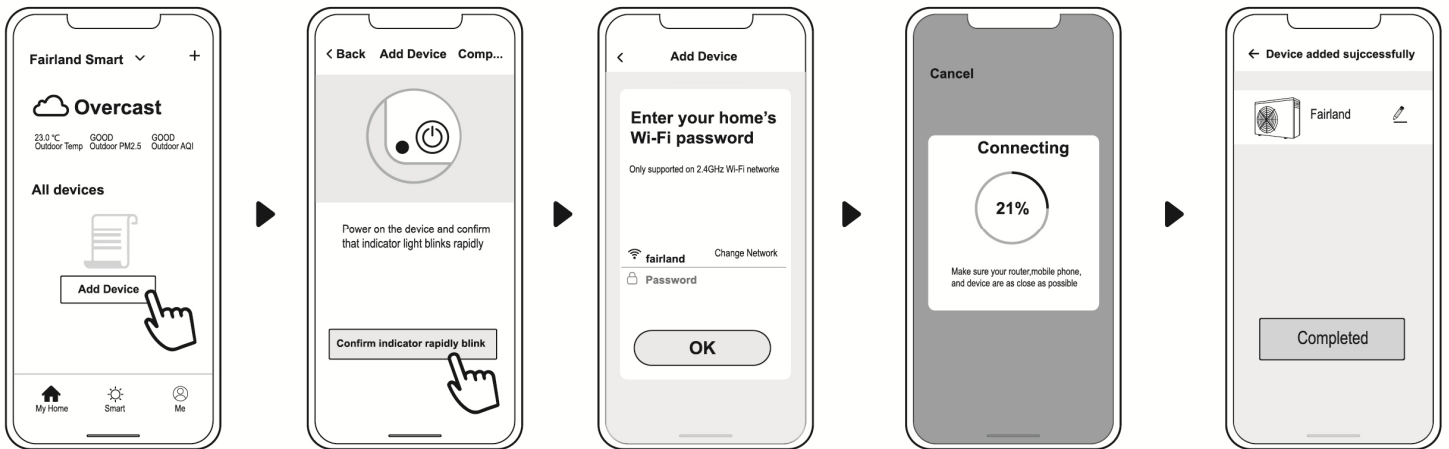 Fairland Smart
+
Overcast
23.0 ℃ GOOD GOOD
Outdoor Temp Outdoor PM2.5 Outdoor AQI
All devices
Add Device
My Home Smart Me
< Back Add Device Comp...
Power on the device and confirm
that indicator light blinks rapidly
Confirm indicator rapidly blink
< Add Device
Enter your home's
Wi-Fi password
Only supported on 2.4GHz Wi-Fi networke
fairland Change Network
Password
OK
Cancel
Connecting
21%
Make sure your router,mobile phone,
and device are as close as possible
← Device added sujccessfully
Fairland
Completed